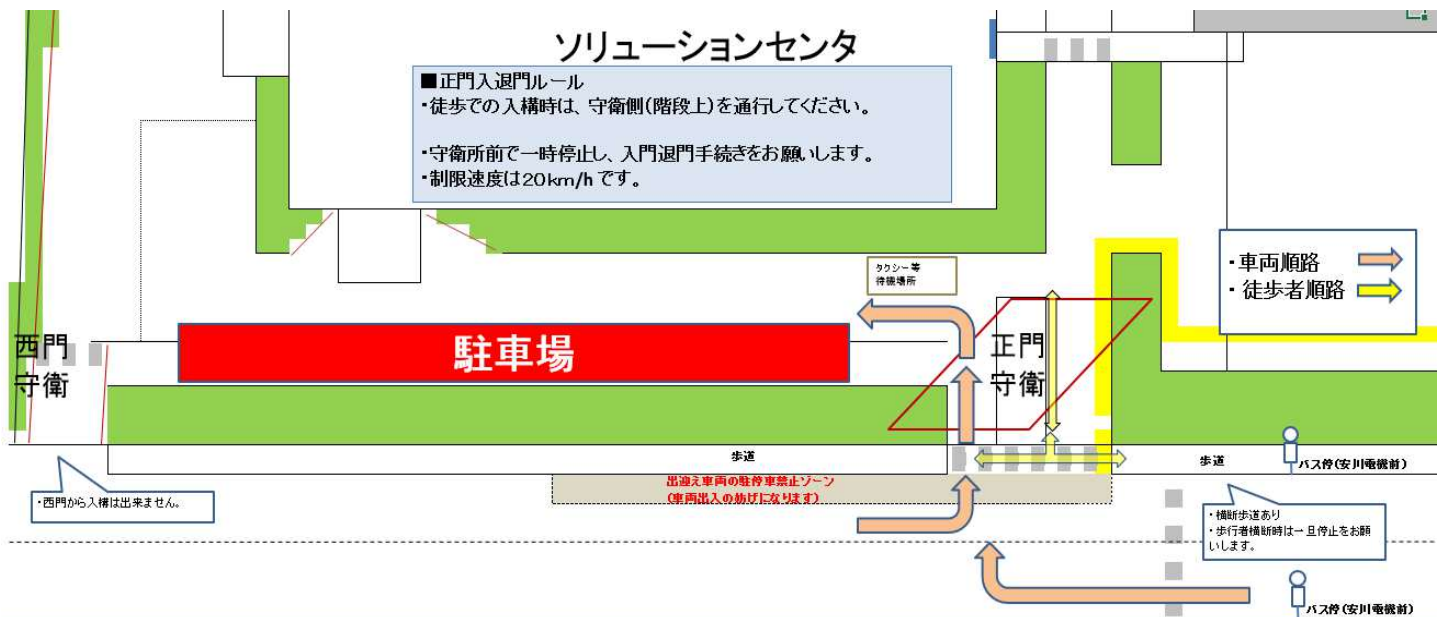 ソリューションセンタ
■正門入退門ルール
・徒歩での入構時は、守衛側(階段上)を通行してください。
・守衛所前で一時停止し、入門退門手続きをお願いします。
・制限速度は20km/hです。
・車両順路
・徒歩者順路
タクシー等
待機場所
西門
守衛
駐車場
正門
守衛
歩道
歩道
バス停(安川電機前)
出迎え車両の駐停車禁止ゾーン
(車両出入の妨げになります)
・西門から入構は出来ません。
・横断歩道あり
・歩行者横断時は一旦停止をお願
いします。
バス停(安川電機前)